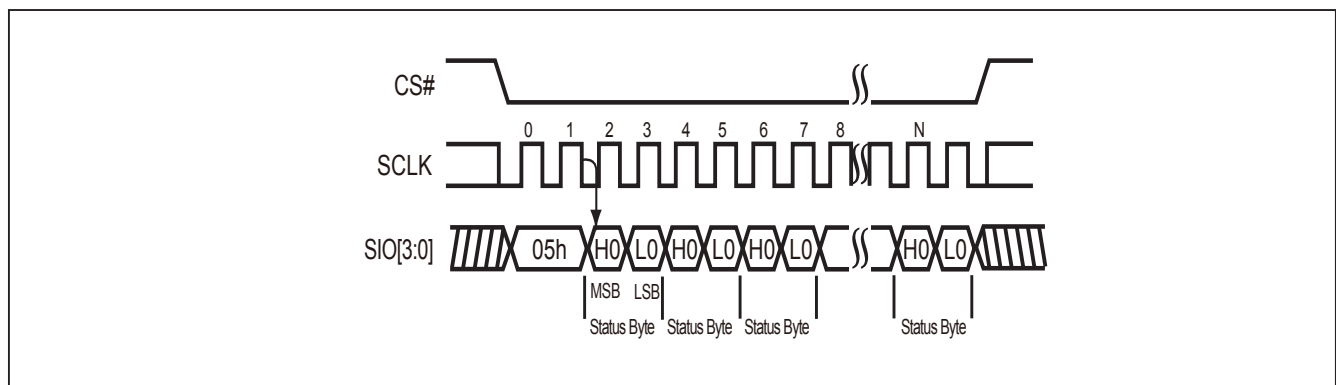 CS#
0 1 2 3 4 5 6 7 8 N
SCLK
SIO[3:0] 05h H0 L0 H0 L0 H0 L0 H0 L0
MSB LSB
Status Byte Status Byte Status Byte Status Byte